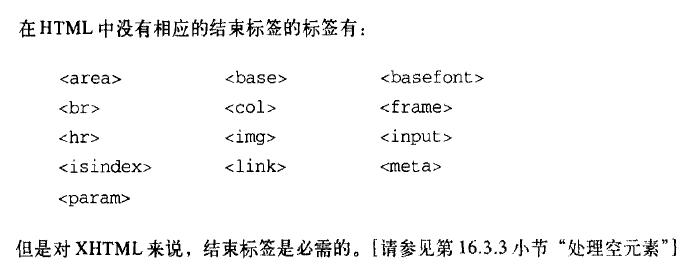 在HTML中没有相应的结束标签的标签有：
<area> <base> <basefont>
<br> <col> <frame>
<hr> <img> <input>
<isindex> <link> <meta>
<param>
但是对XHTML来说，结束标签是必需的。[请参见第16.3.3小节“处理空元素”]